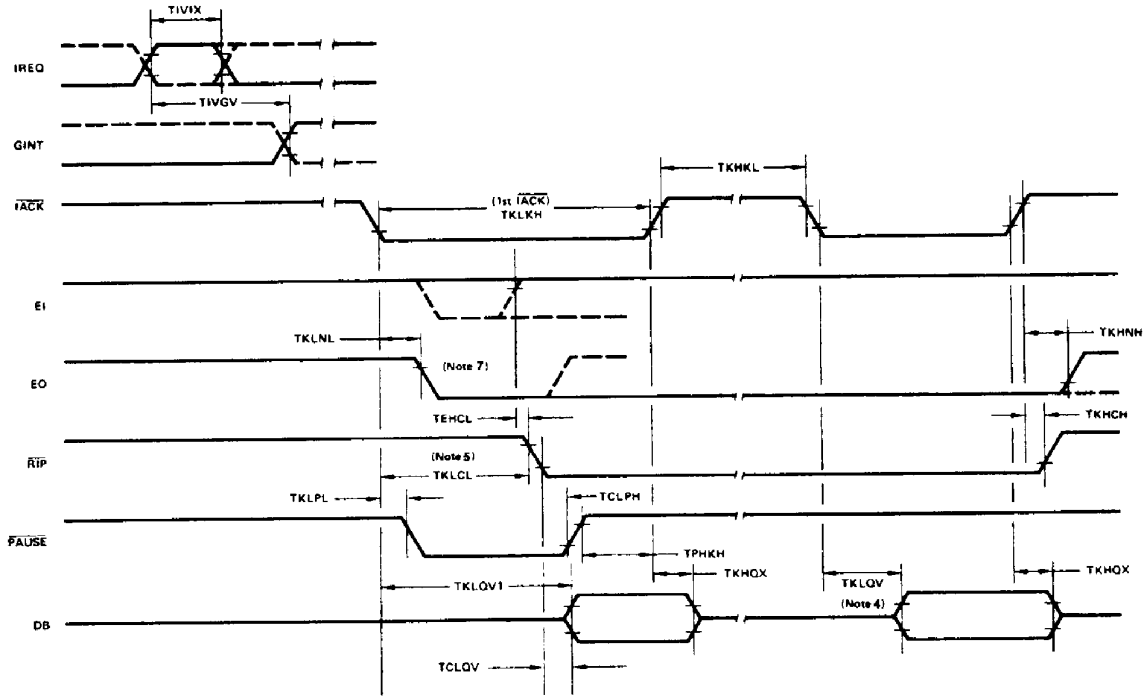 TIVIX
IREQ
TIVGV
GINT
TKHKL
IACK
(1st IACK)
TKLKH
EI
TKLNL
TKHNH
EO
(Note 7)
TEHCL
TKHCH
RIP
(Note 5)
TKLCL
TKLPL
TCLPH
PAUSE
TPHKH
TKHQX
TKLQV1
TKLQV
(Note 4)
TKHQX
DB
TCLQV